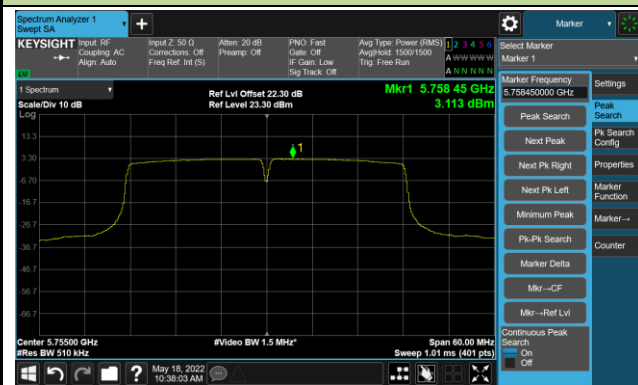 Spectrum Analyzer 1
Swept SA
Marker
KEYSIGHT
Input: RF
Coupling: AC
Align: Auto
Input Z: 50 Ω
Corrections: Off
Freq Ref: Int (S)
Atten: 20 dB
Preamp: Off
PNO: Fast
Gate: Off
IF Gain: Low
Sig Track: Off
Avg Type: Power (RMS)
Avg|Hold: 1500/1500
Trig: Free Run
1 2 3 4 5 6
A W W W W W
A N N N N N
Select Marker
Marker 1
LXI
1 Spectrum
Scale/Div 10 dB
Log
Ref Lvl Offset 22.30 dB
Ref Level 23.30 dBm
Mkr1 5.758 45 GHz
3.113 dBm
13.3
3.30
-6.70
-16.7
-26.7
-36.7
-46.7
-56.7
-66.7
1
Center 5.75500 GHz
#Res BW 510 kHz
#Video BW 1.5 MHz*
Span 60.00 MHz
Sweep 1.01 ms (401 pts)
Marker Frequency
5.758450000 GHz
Peak Search
Next Peak
Next Pk Right
Next Pk Left
Minimum Peak
Pk-Pk Search
Marker Delta
Mkr→CF
Mkr→Ref Lvl
Continuous Peak
Search
On
Off
Settings
Peak
Search
Pk Search
Config
Properties
Marker
Function
Marker→
Counter
May 18, 2022
10:38:03 AM